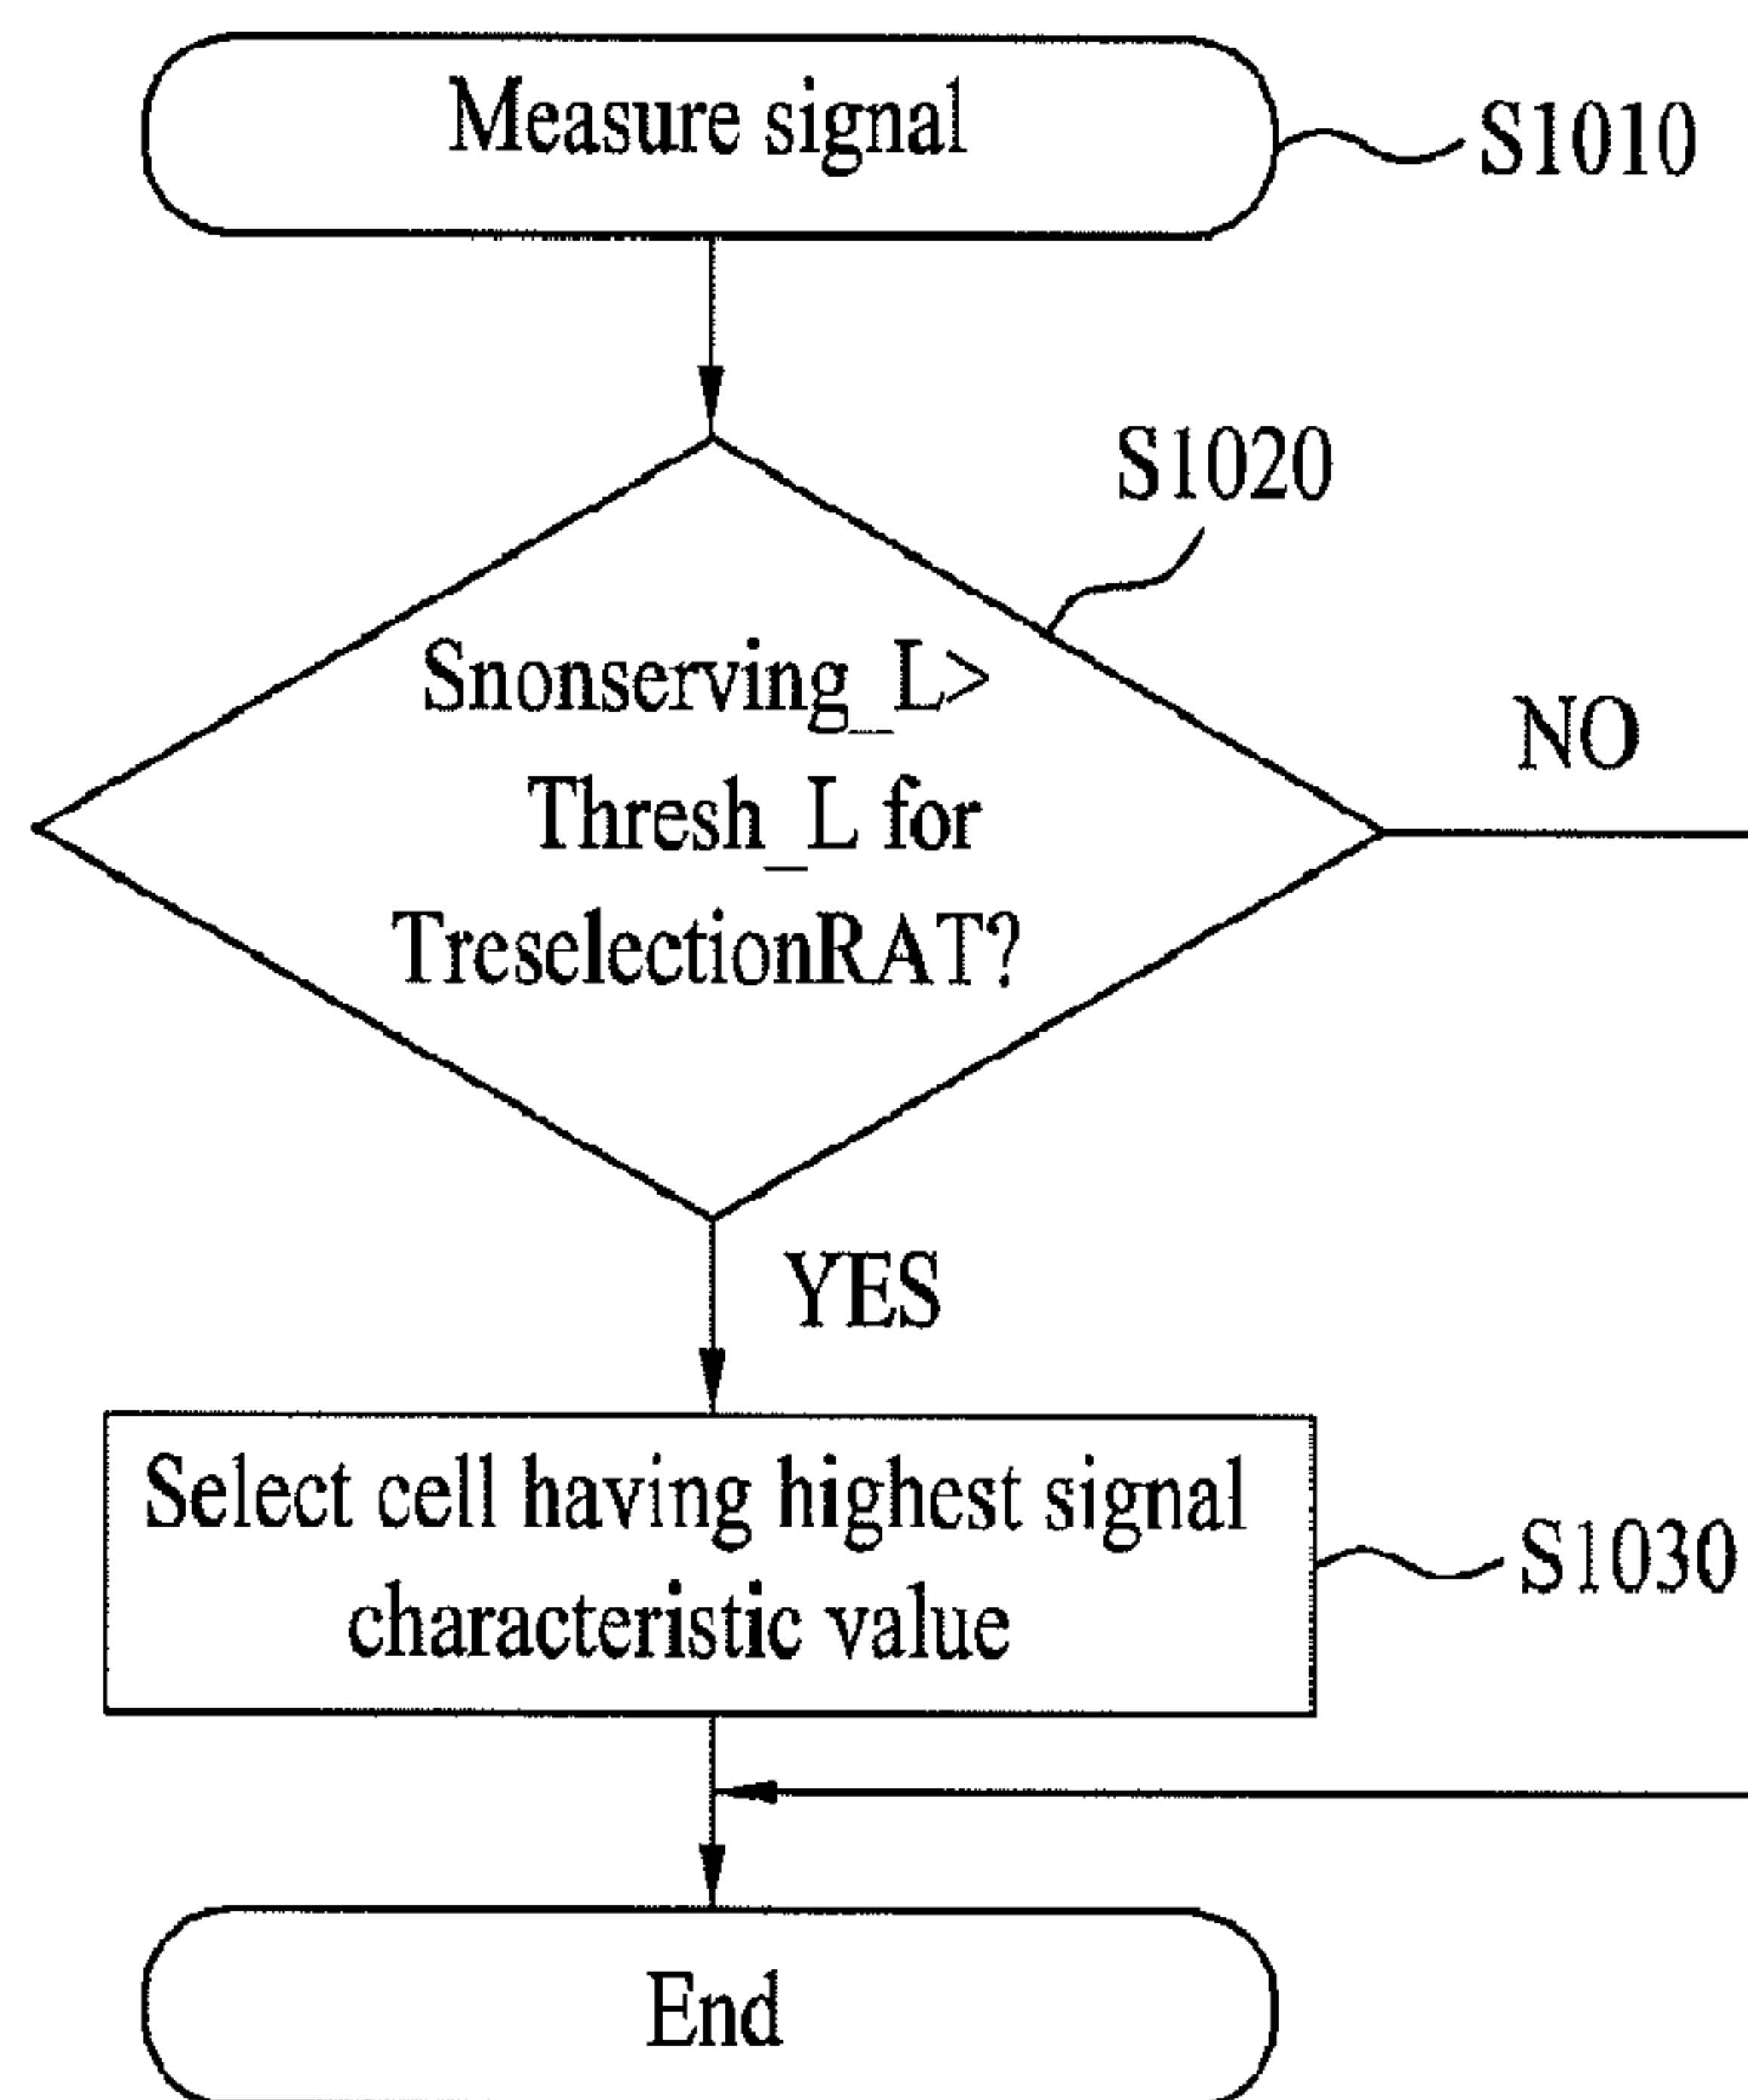 Measure signal
S1010
S1020
Snonserving_L>
Thresh_L for
TreselectionRAT?
NO
YES
Select cell having highest signal
characteristic value
S1030
End